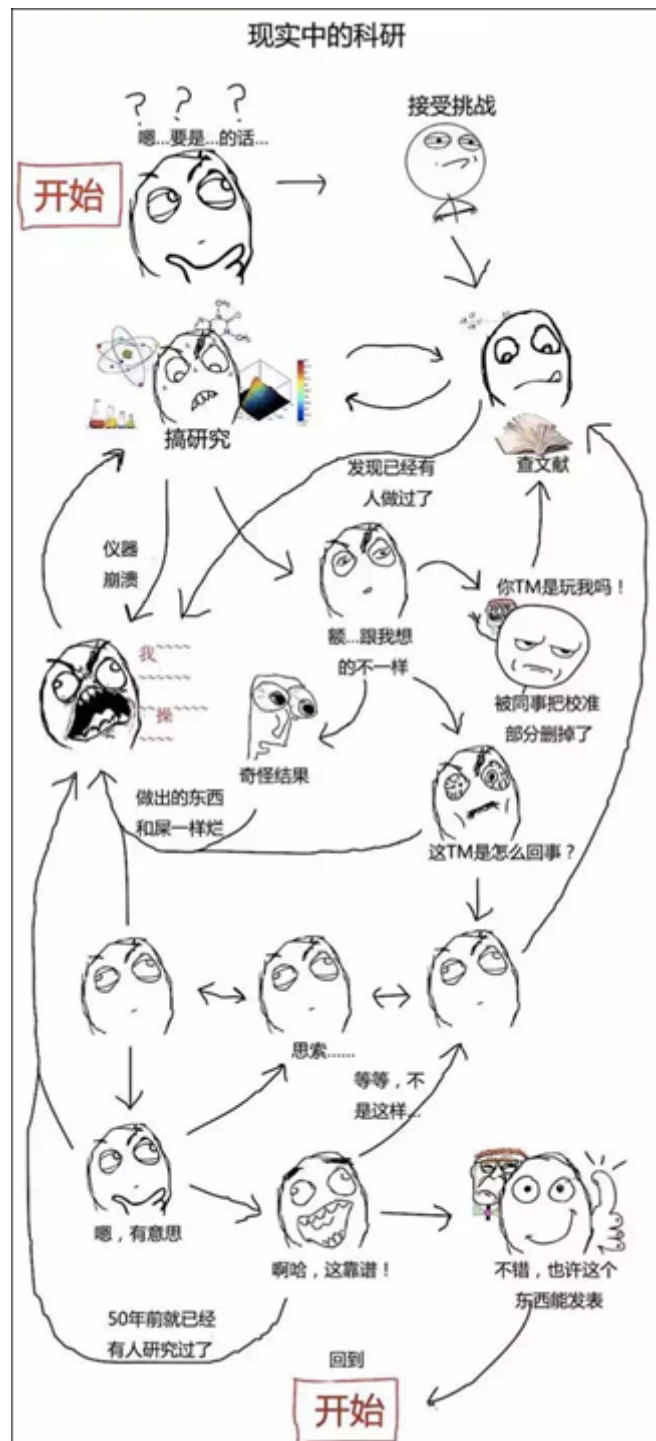 现实中的科研
? ? ?
嗯...要是...的话...
开始
接受挑战
搞研究
查文献
发现已经有
人做过了
仪器
崩溃
你TM是玩我吗！
额...跟我想
的不一样
我~~~~~
~~~~~~
~~操~~~
~~~~~
被同事把校准
部分删掉了
奇怪结果
做出的东西
和屎一样烂
这TM是怎么回事？
思索......
等等，不
是这样...
嗯，有意思
啊哈，这靠谱！
不错，也许这个
东西能发表
50年前就已经
有人研究过了
回到
开始